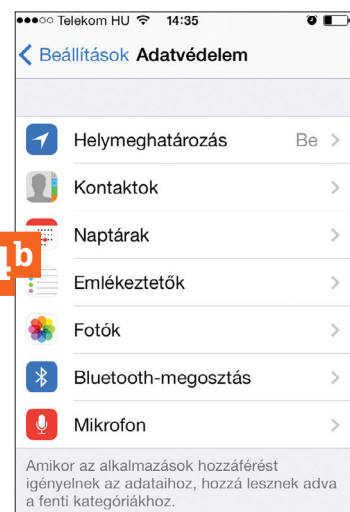 Telekom HU 14:35
Beállítások Adatvédelem
Helymeghatározás Be
Kontaktok
Naptárak
4b
Emlékeztetők
Fotók
Bluetooth-megosztás
Mikrofon
Amikor az alkalmazások hozzáférést
igényelnek az adataihoz, hozzá lesznek adva
a fenti kategóriákhoz.